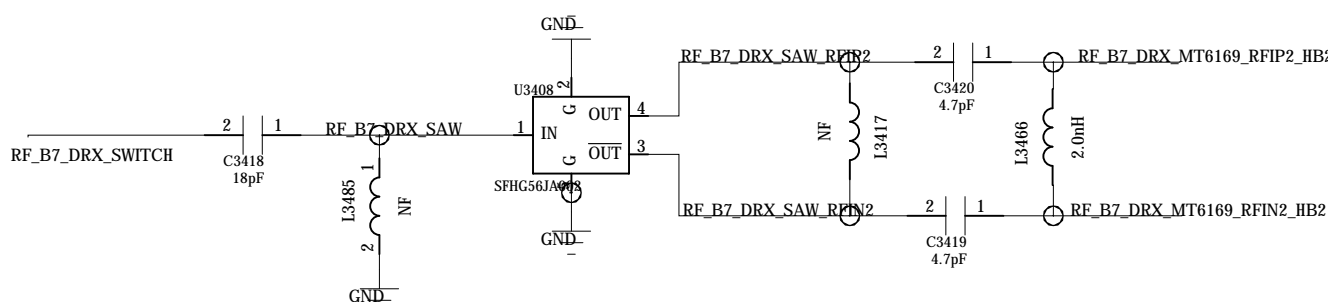 GND
RF_B7_DRX_SAW_RFIP2
2
1
RF_B7_DRX_MT6169_RFIP2_HB2
C3420
4.7pF
2
U3408
G
OUT
4
NF
L3417
L3466
2.0nH
2
1
RF_B7_DRX_SAW
1
IN
OUT
3
RF_B7_DRX_SWITCH
C3418
18pF
G
SFHG56JA002
1
L3485
NF
2
RF_B7_DRX_SAW_RFIN2
2
1
RF_B7_DRX_MT6169_RFIN2_HB2
C3419
4.7pF
GND
GND